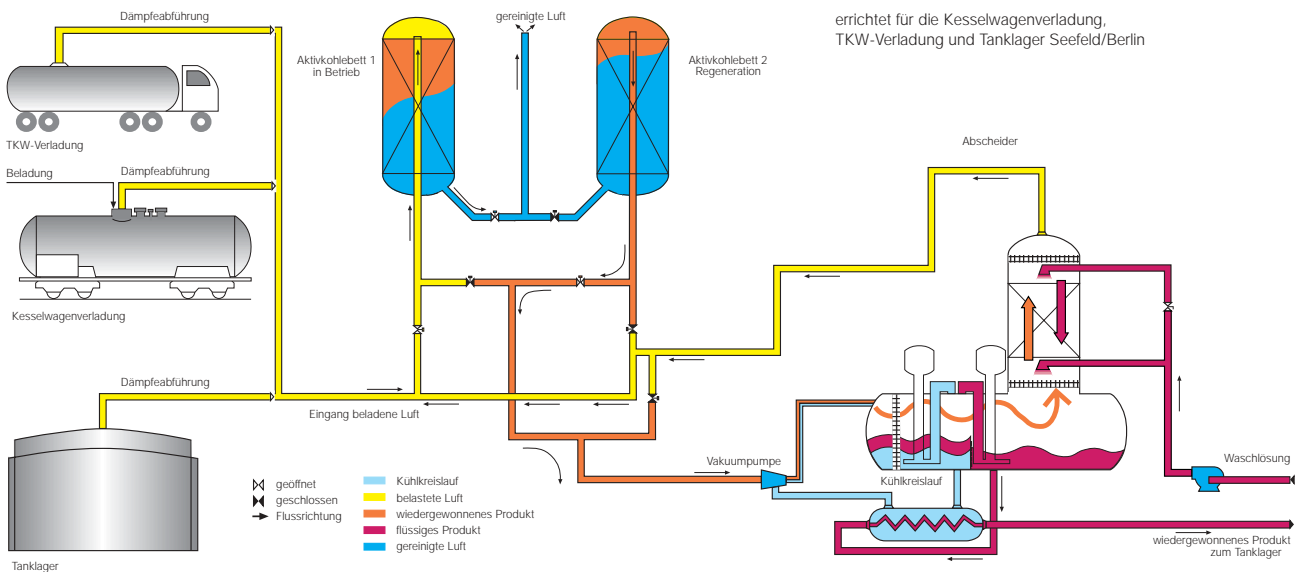 Dämpfeabführung
gereinigte Luft
errichtet für die Kesselwagenverladung,
TKW-Verladung und Tanklager Seefeld/Berlin
Aktivkohlebett 1
in Betrieb
Aktivkohlebett 2
Regeneration
TKW-Verladung
Abscheider
Beladung
Dämpfeabführung
Kesselwagenverladung
Dämpfeabführung
Eingang beladene Luft
Vakuumpumpe
Waschlösung
Kühlkreislauf
geöffnet
geschlossen
Flussrichtung
Kühlkreislauf
belastete Luft
wiedergewonnenes Produkt
flüssiges Produkt
gereinigte Luft
wiedergewonnenes Produkt
zum Tanklager
Tanklager